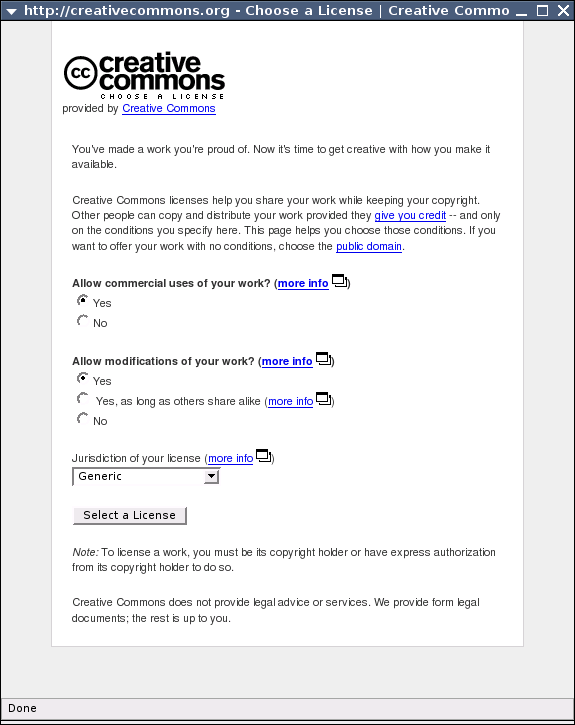 http://creativecommons.org - Choose a License | Creative Commo
cc creative
commons
CHOOSE A LICENSE
provided by Creative Commons
You've made a work you're proud of. Now it's time to get creative with how you make it
available.
Creative Commons licenses help you share your work while keeping your copyright.
Other people can copy and distribute your work provided they give you credit -- and only
on the conditions you specify here. This page helps you choose those conditions. If you
want to offer your work with no conditions, choose the public domain.
Allow commercial uses of your work? (more info)
Yes
No
Allow modifications of your work? (more info)
Yes
Yes, as long as others share alike (more info)
No
Jurisdiction of your license (more info)
Generic
Select a License
Note: To license a work, you must be its copyright holder or have express authorization
from its copyright holder to do so.
Creative Commons does not provide legal advice or services. We provide form legal
documents; the rest is up to you.
Done